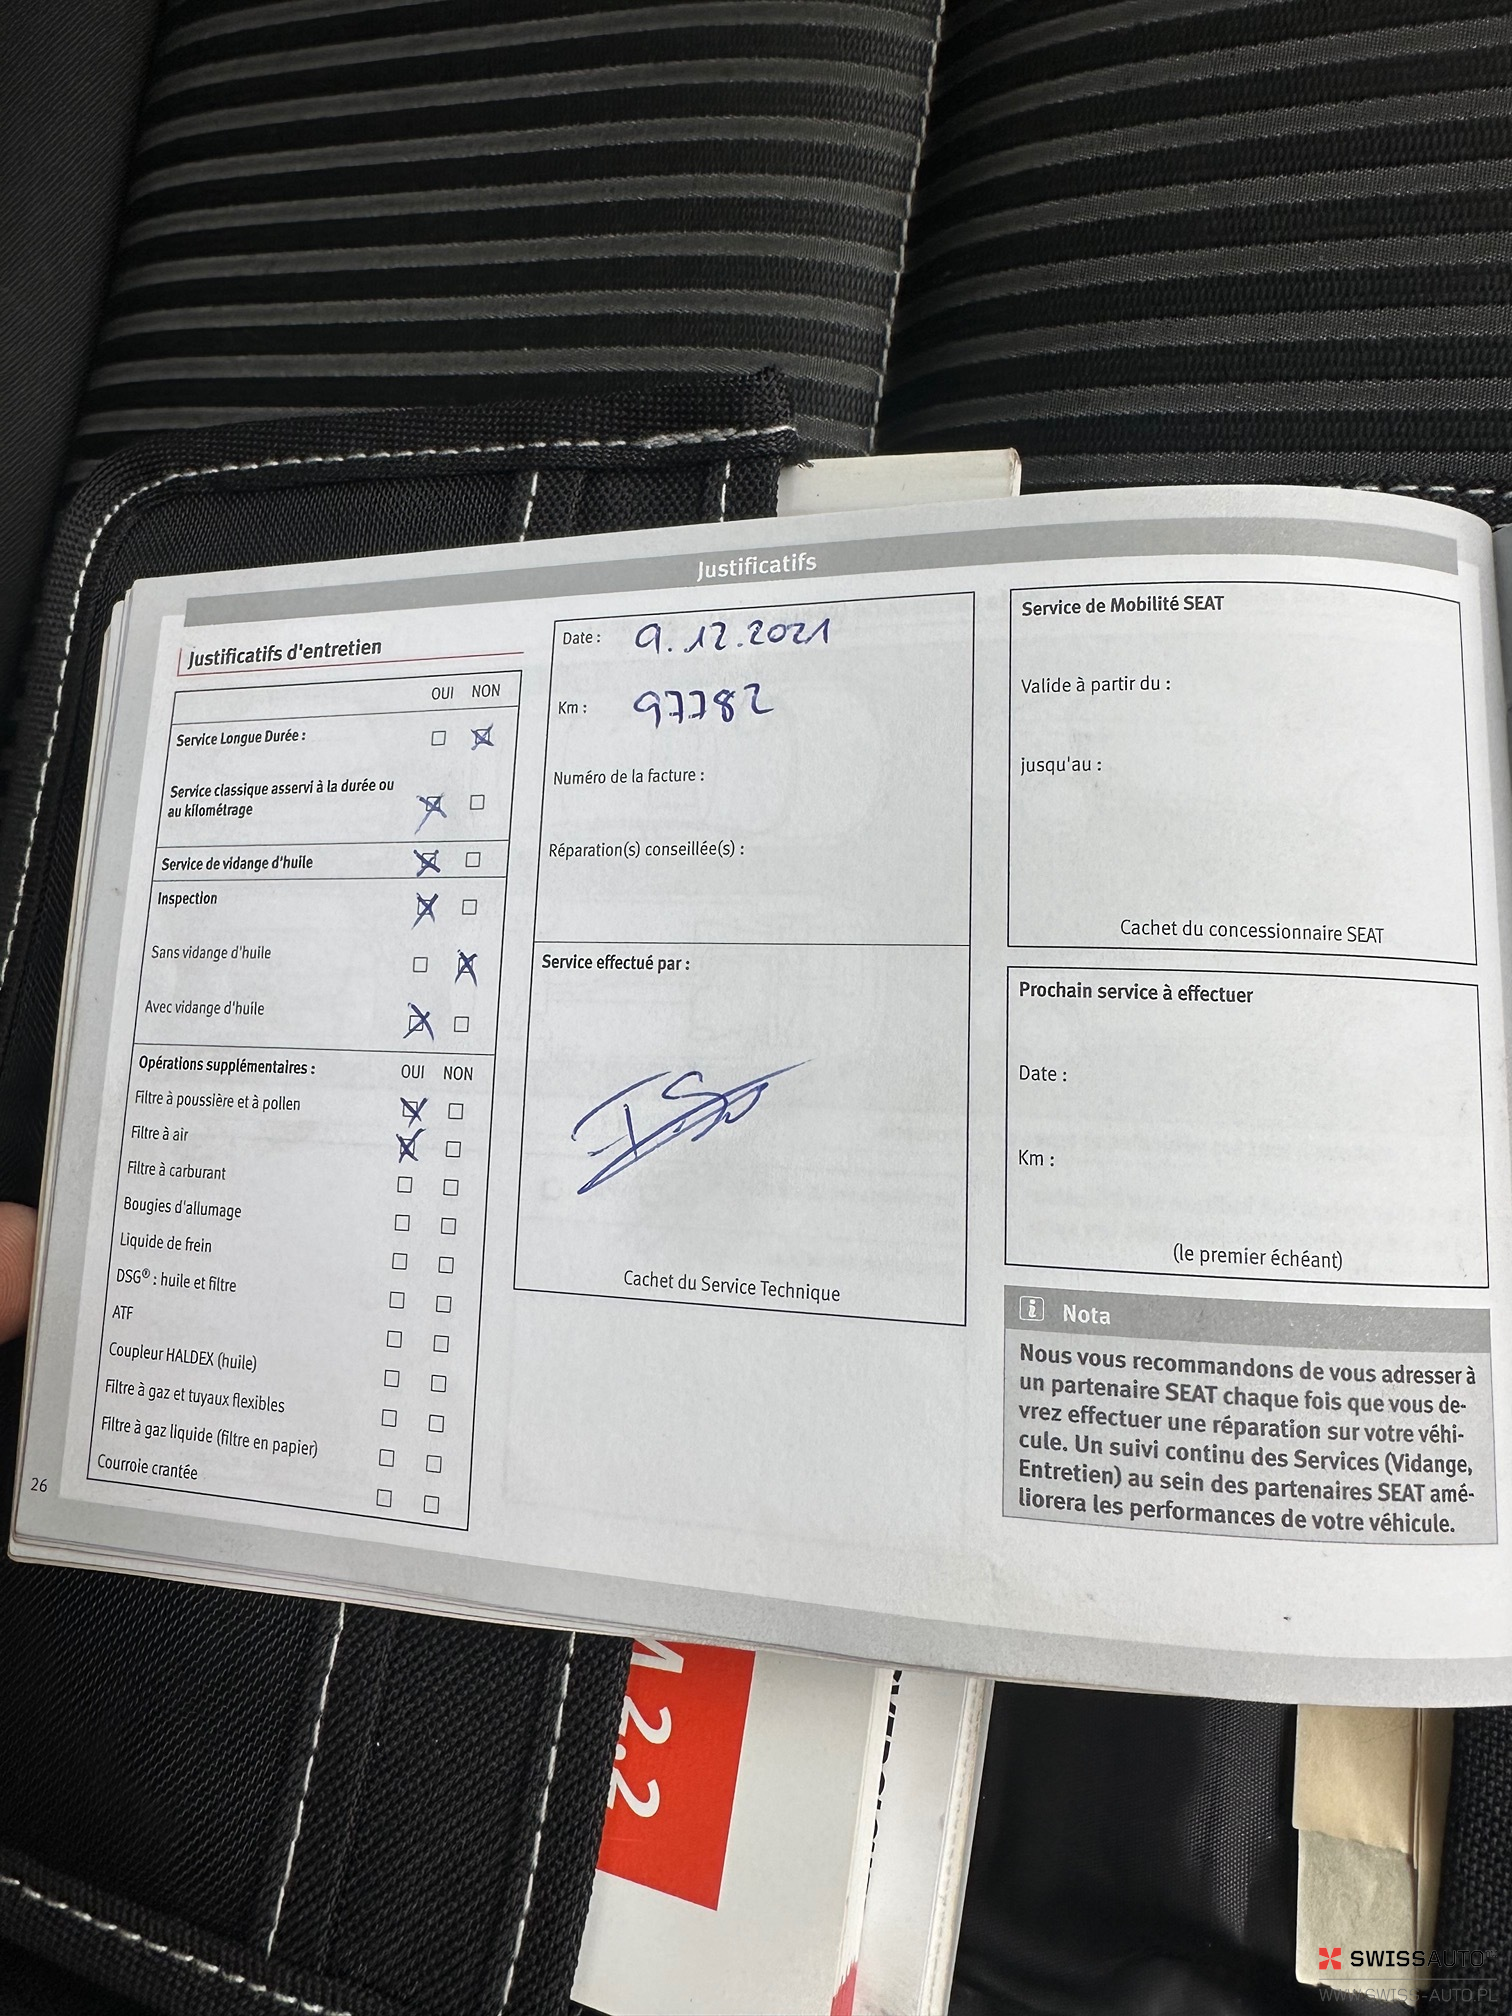 Justificatifs
Justificatifs d'entretien
OUI NON
Service Longue Durée :
Service classique asservi à la durée ou
au kilométrage
Service de vidange d'huile
Inspection
Sans vidange d'huile
Avec vidange d'huile
Opérations supplémentaires :
OUI NON
Filtre à poussière et à pollen
Filtre à air
Filtre à carburant
Bougies d'allumage
Liquide de frein
DSG® : huile et filtre
ATF
Coupleur HALDEX (huile)
Filtre à gaz et tuyaux flexibles
Filtre à gaz liquide (filtre en papier)
Courroie crantée
26
Date : 9.12.2021
Km : 97782
Numéro de la facture :
Réparation(s) conseillée(s) :
Service effectué par :
Cachet du Service Technique
Service de Mobilité SEAT
Valide à partir du :
jusqu'au :
Cachet du concessionnaire SEAT
Prochain service à effectuer
Date :
Km :
(le premier échéant)
i Nota
Nous vous recommandons de vous adresser à
un partenaire SEAT chaque fois que vous de-
vrez effectuer une réparation sur votre véhi-
cule. Un suivi continu des Services (Vidange,
Entretien) au sein des partenaires SEAT amé-
liorera les performances de votre véhicule.
2.2
SWISSAUTO
WWW.SWISS-AUTO.PL